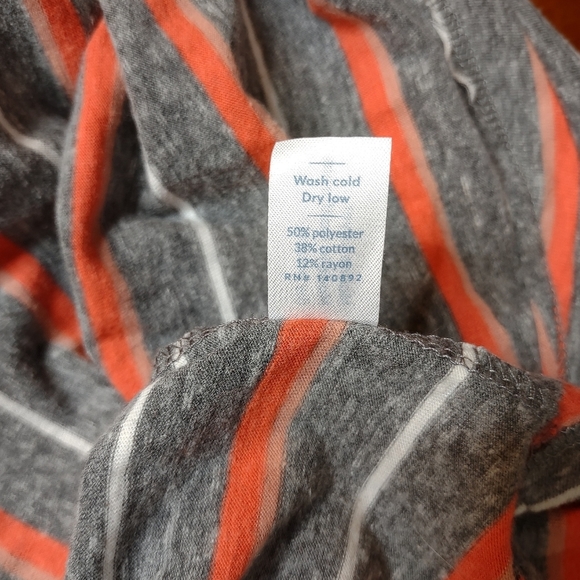 Wash cold
Dry low
50% polyester
38% cotton
12% rayon
RN# 140892